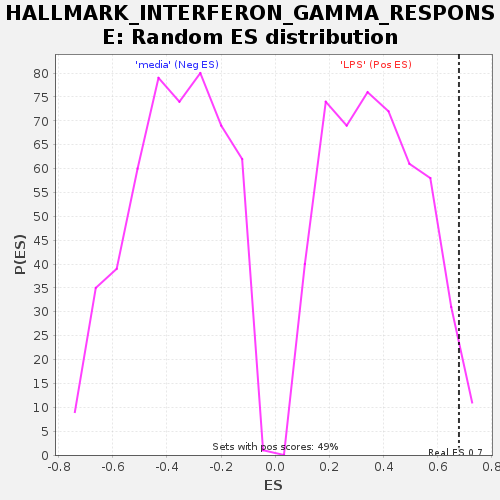 HALLMARK_INTERFERON_GAMMA_RESPONS
E: Random ES distribution
'media' (Neg ES)
'LPS' (Pos ES)
80
75
70
65
60
55
50
45
40
35
30
25
20
15
10
5
0
P(ES)
Sets with pos scores: 49%
Real ES 0.7
-0.8 -0.6 -0.4 -0.2 0.0 0.2 0.4 0.6 0.8
ES